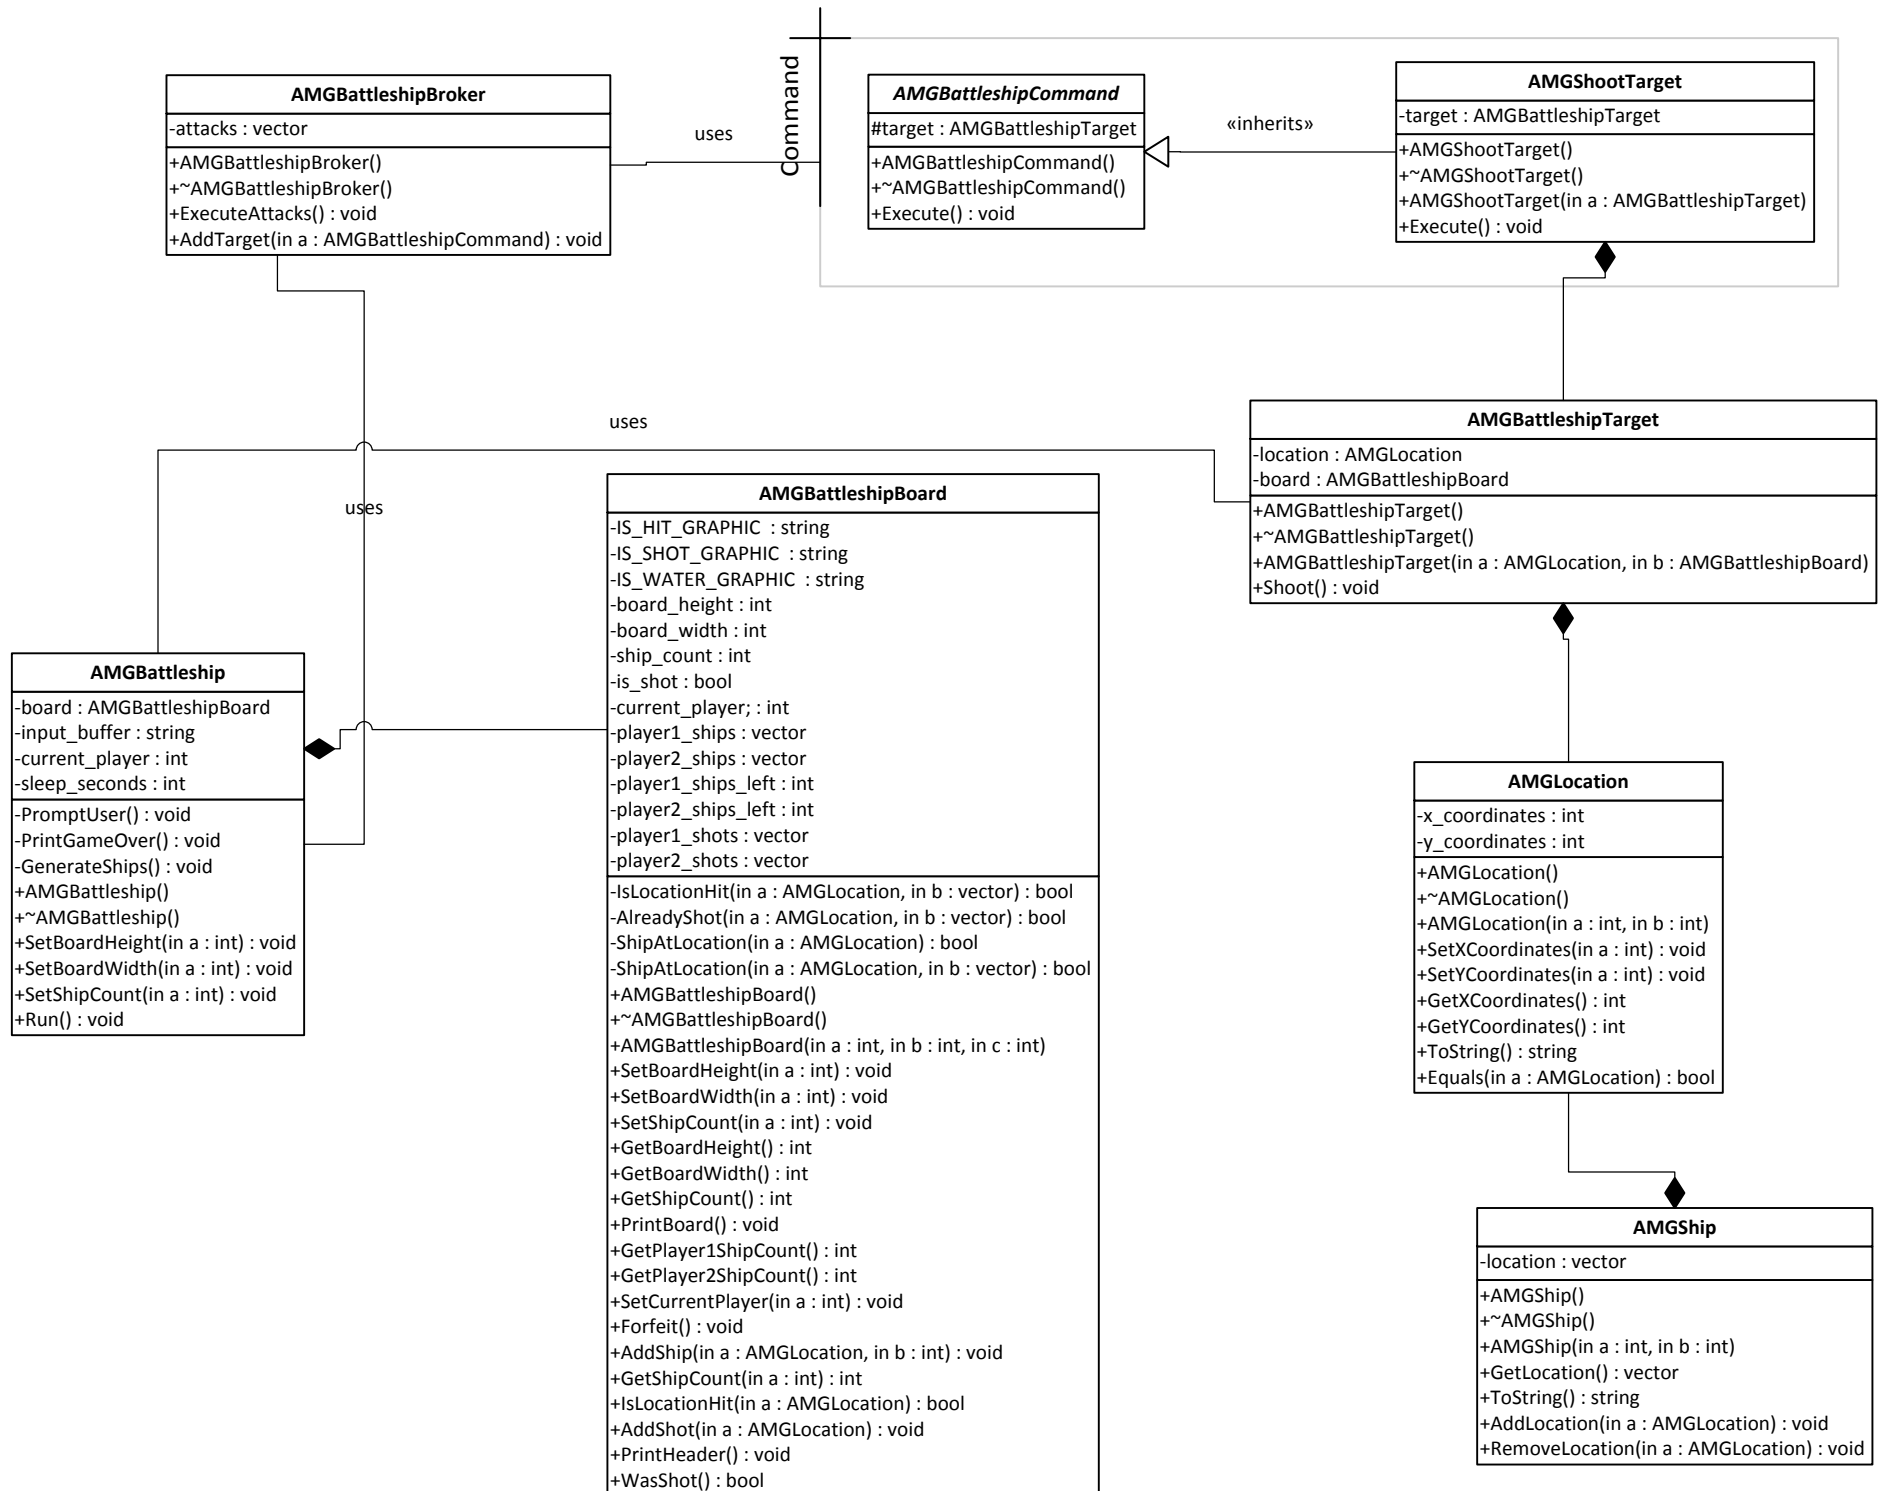 Command
AMGBattleshipBroker
-attacks : vector
+AMGBattleshipBroker()
+~AMGBattleshipBroker()
+ExecuteAttacks() : void
+AddTarget(in a : AMGBattleshipCommand) : void
uses
AMGBattleshipCommand
#target : AMGBattleshipTarget
+AMGBattleshipCommand()
+~AMGBattleshipCommand()
+Execute() : void
«inherits»
AMGShootTarget
-target : AMGBattleshipTarget
+AMGShootTarget()
+~AMGShootTarget()
+AMGShootTarget(in a : AMGBattleshipTarget)
+Execute() : void
uses
uses
AMGBattleshipTarget
-location : AMGLocation
-board : AMGBattleshipBoard
+AMGBattleshipTarget()
+~AMGBattleshipTarget()
+AMGBattleshipTarget(in a : AMGLocation, in b : AMGBattleshipBoard)
+Shoot() : void
AMGBattleship
-board : AMGBattleshipBoard
-input_buffer : string
-current_player : int
-sleep_seconds : int
-PromptUser() : void
-PrintGameOver() : void
-GenerateShips() : void
+AMGBattleship()
+~AMGBattleship()
+SetBoardHeight(in a : int) : void
+SetBoardWidth(in a : int) : void
+SetShipCount(in a : int) : void
+Run() : void
AMGBattleshipBoard
-IS_HIT_GRAPHIC : string
-IS_SHOT_GRAPHIC : string
-IS_WATER_GRAPHIC : string
-board_height : int
-board_width : int
-ship_count : int
-is_shot : bool
-current_player; : int
-player1_ships : vector
-player2_ships : vector
-player1_ships_left : int
-player2_ships_left : int
-player1_shots : vector
-player2_shots : vector
-IsLocationHit(in a : AMGLocation, in b : vector) : bool
-AlreadyShot(in a : AMGLocation, in b : vector) : bool
-ShipAtLocation(in a : AMGLocation) : bool
-ShipAtLocation(in a : AMGLocation, in b : vector) : bool
+AMGBattleshipBoard()
+~AMGBattleshipBoard()
+AMGBattleshipBoard(in a : int, in b : int, in c : int)
+SetBoardHeight(in a : int) : void
+SetBoardWidth(in a : int) : void
+SetShipCount(in a : int) : void
+GetBoardHeight() : int
+GetBoardWidth() : int
+GetShipCount() : int
+PrintBoard() : void
+GetPlayer1ShipCount() : int
+GetPlayer2ShipCount() : int
+SetCurrentPlayer(in a : int) : void
+Forfeit() : void
+AddShip(in a : AMGLocation, in b : int) : void
+GetShipCount(in a : int) : int
+IsLocationHit(in a : AMGLocation) : bool
+AddShot(in a : AMGLocation) : void
+PrintHeader() : void
+WasShot() : bool
AMGLocation
-x_coordinates : int
-y_coordinates : int
+AMGLocation()
+~AMGLocation()
+AMGLocation(in a : int, in b : int)
+SetXCoordinates(in a : int) : void
+SetYCoordinates(in a : int) : void
+GetXCoordinates() : int
+GetYCoordinates() : int
+ToString() : string
+Equals(in a : AMGLocation) : bool
AMGShip
-location : vector
+AMGShip()
+~AMGShip()
+AMGShip(in a : int, in b : int)
+GetLocation() : vector
+ToString() : string
+AddLocation(in a : AMGLocation) : void
+RemoveLocation(in a : AMGLocation) : void